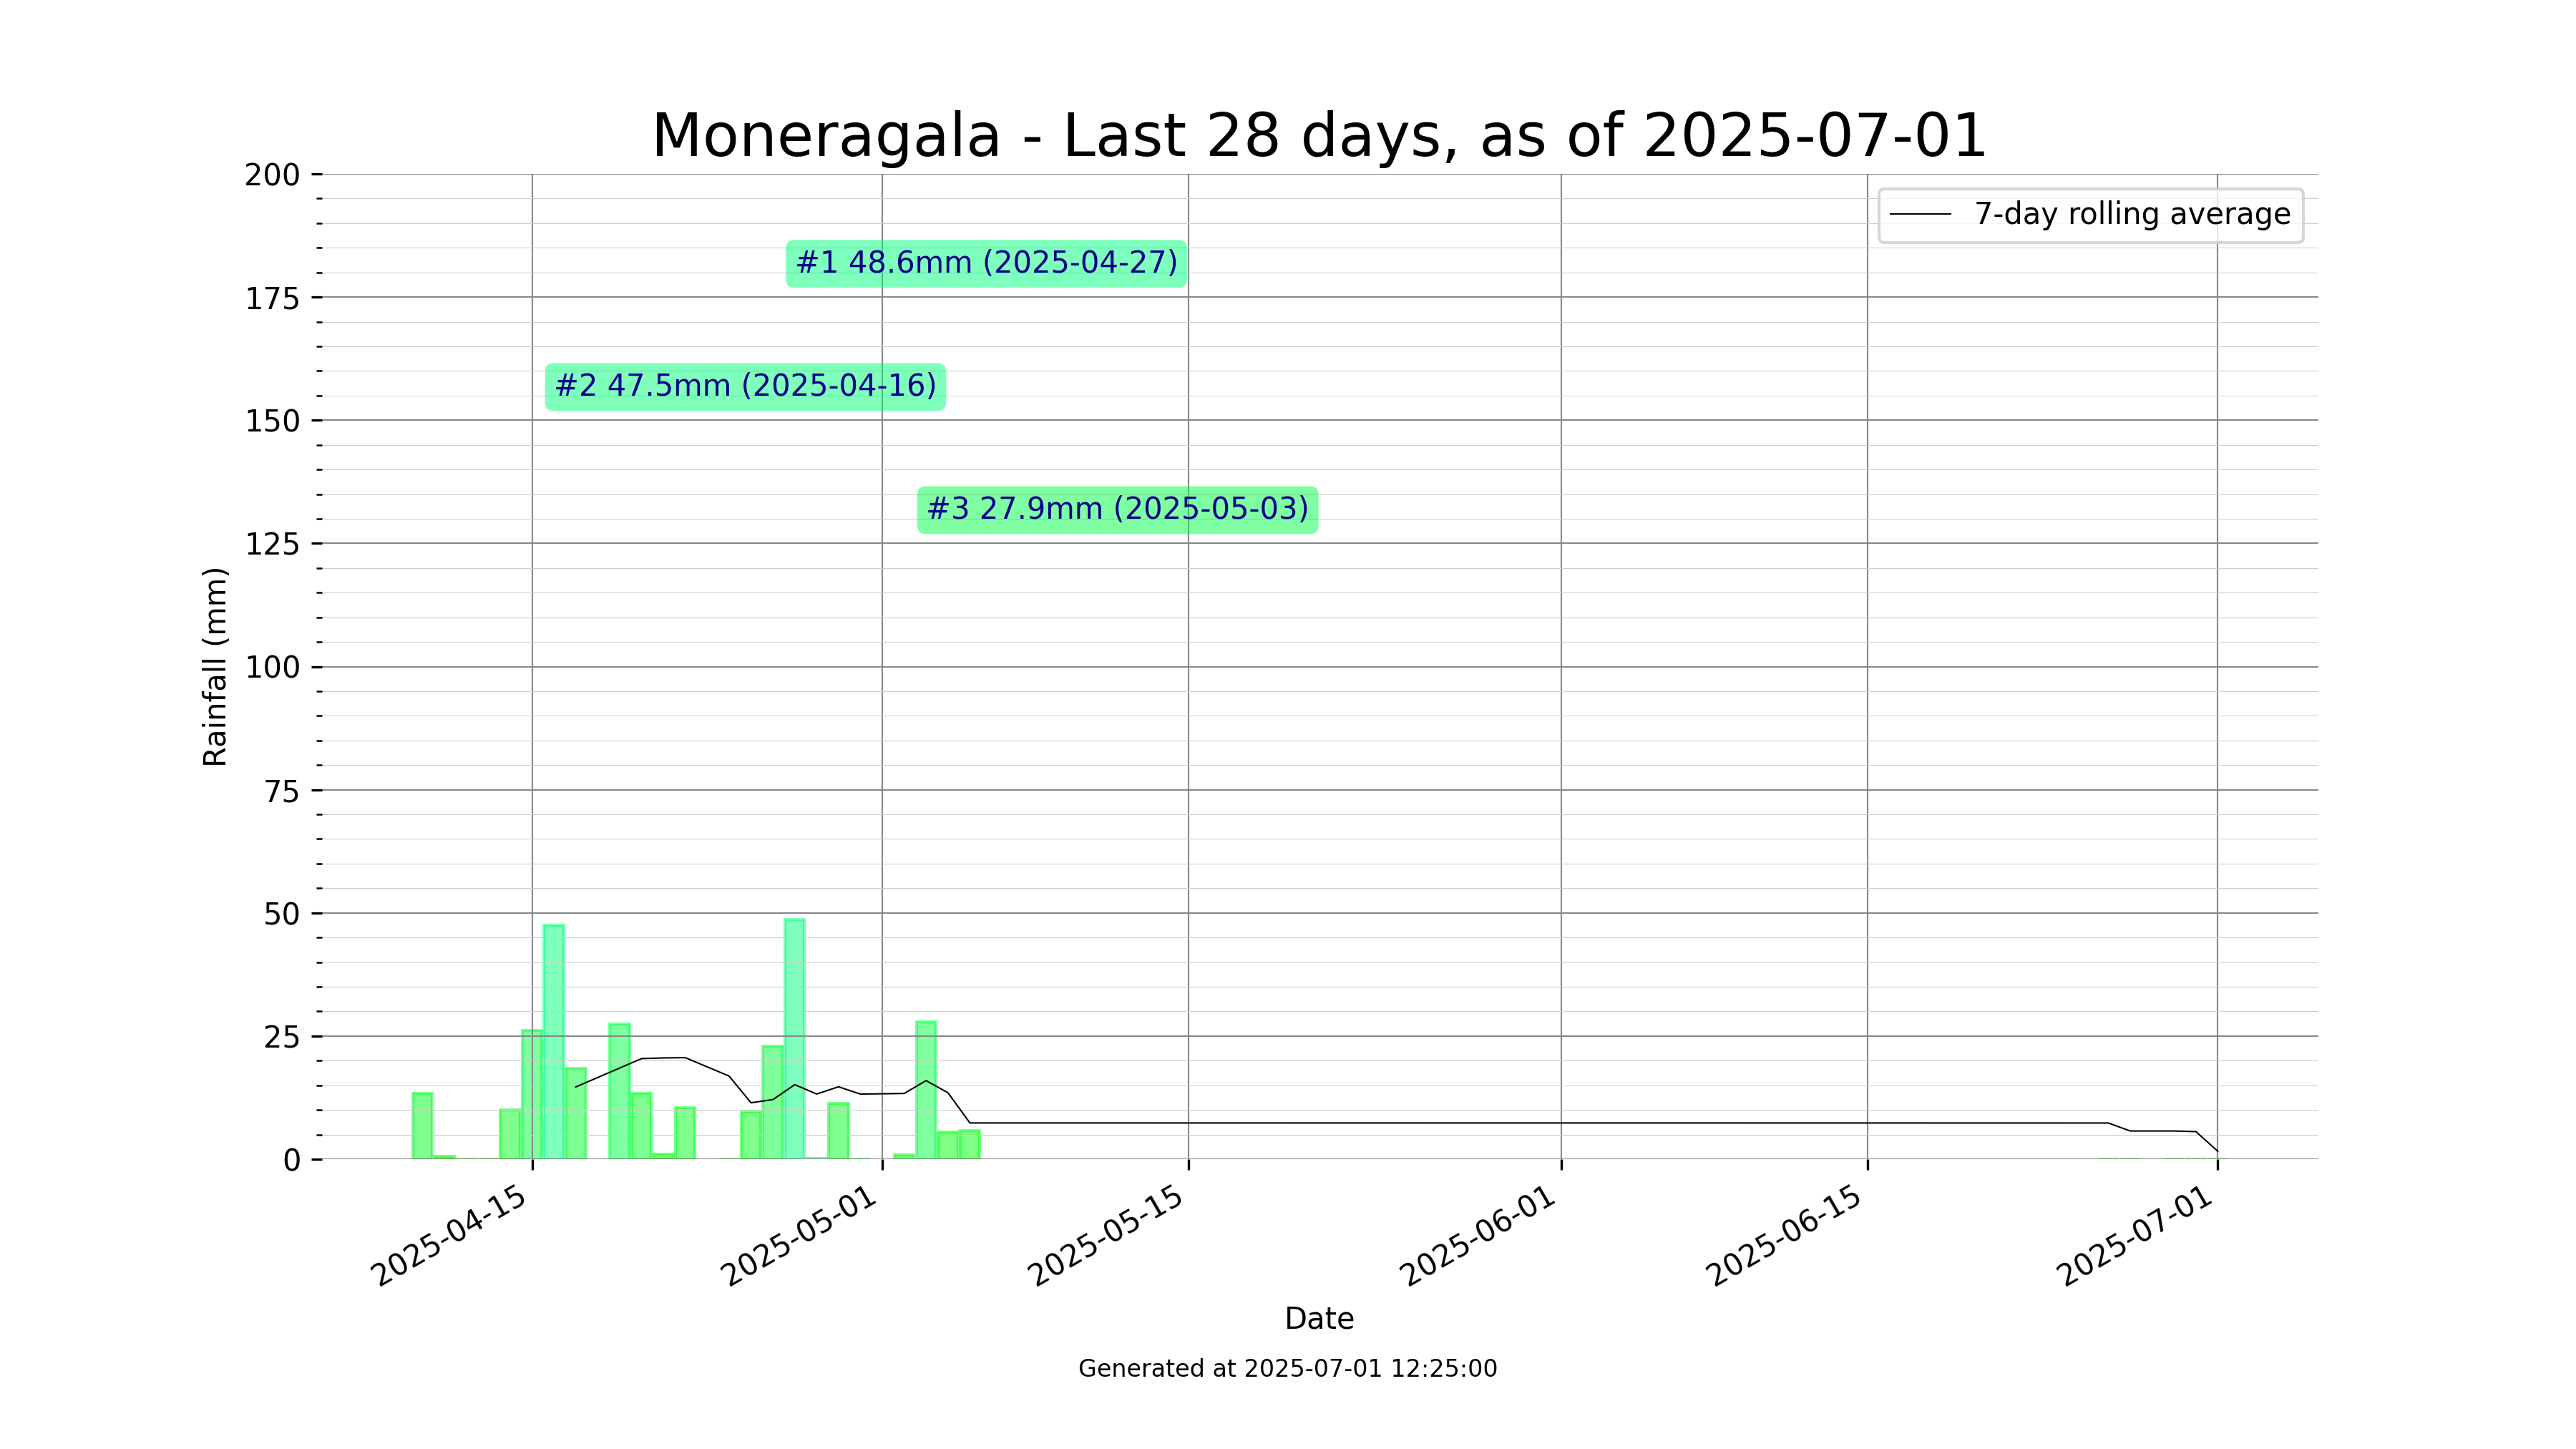 Moneragala - Last 28 days, as of 2025-07-01
7-day rolling average
#1 48.6mm (2025-04-27)
#2 47.5mm (2025-04-16)
#3 27.9mm (2025-05-03)
Rainfall (mm)
200
175
150
125
100
75
50
25
0
2025-04-15
2025-05-01
2025-05-15
2025-06-01
2025-06-15
2025-07-01
Date
Generated at 2025-07-01 12:25:00